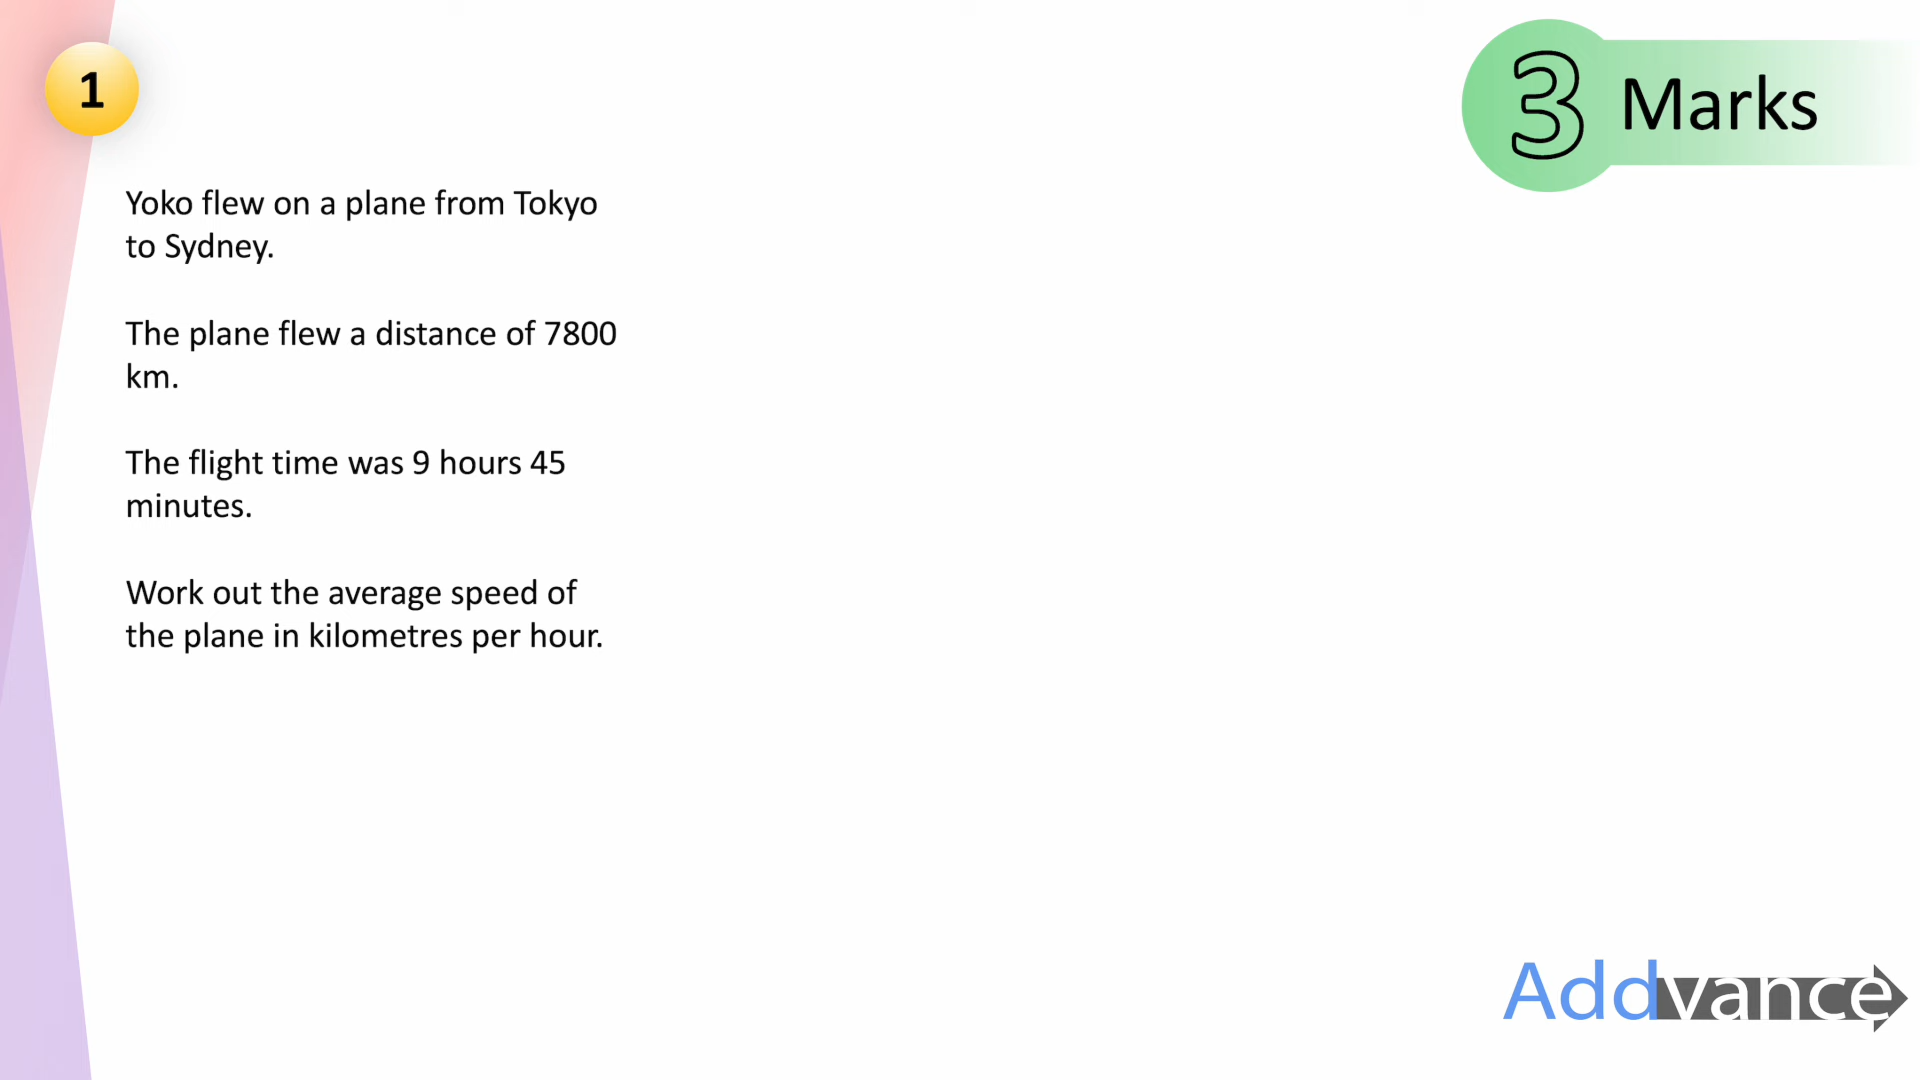 1
3 Marks
Yoko flew on a plane from Tokyo
to Sydney.
The plane flew a distance of 7800
km.
The flight time was 9 hours 45
minutes.
Work out the average speed of
the plane in kilometres per hour.
Addvance